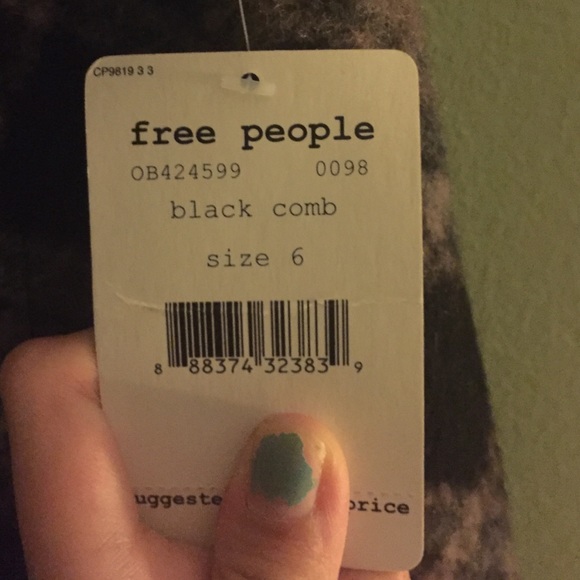 CP9819 3 3
free people
OB424599 0098
black comb
size 6
8 88374 32383 9
uggeste price